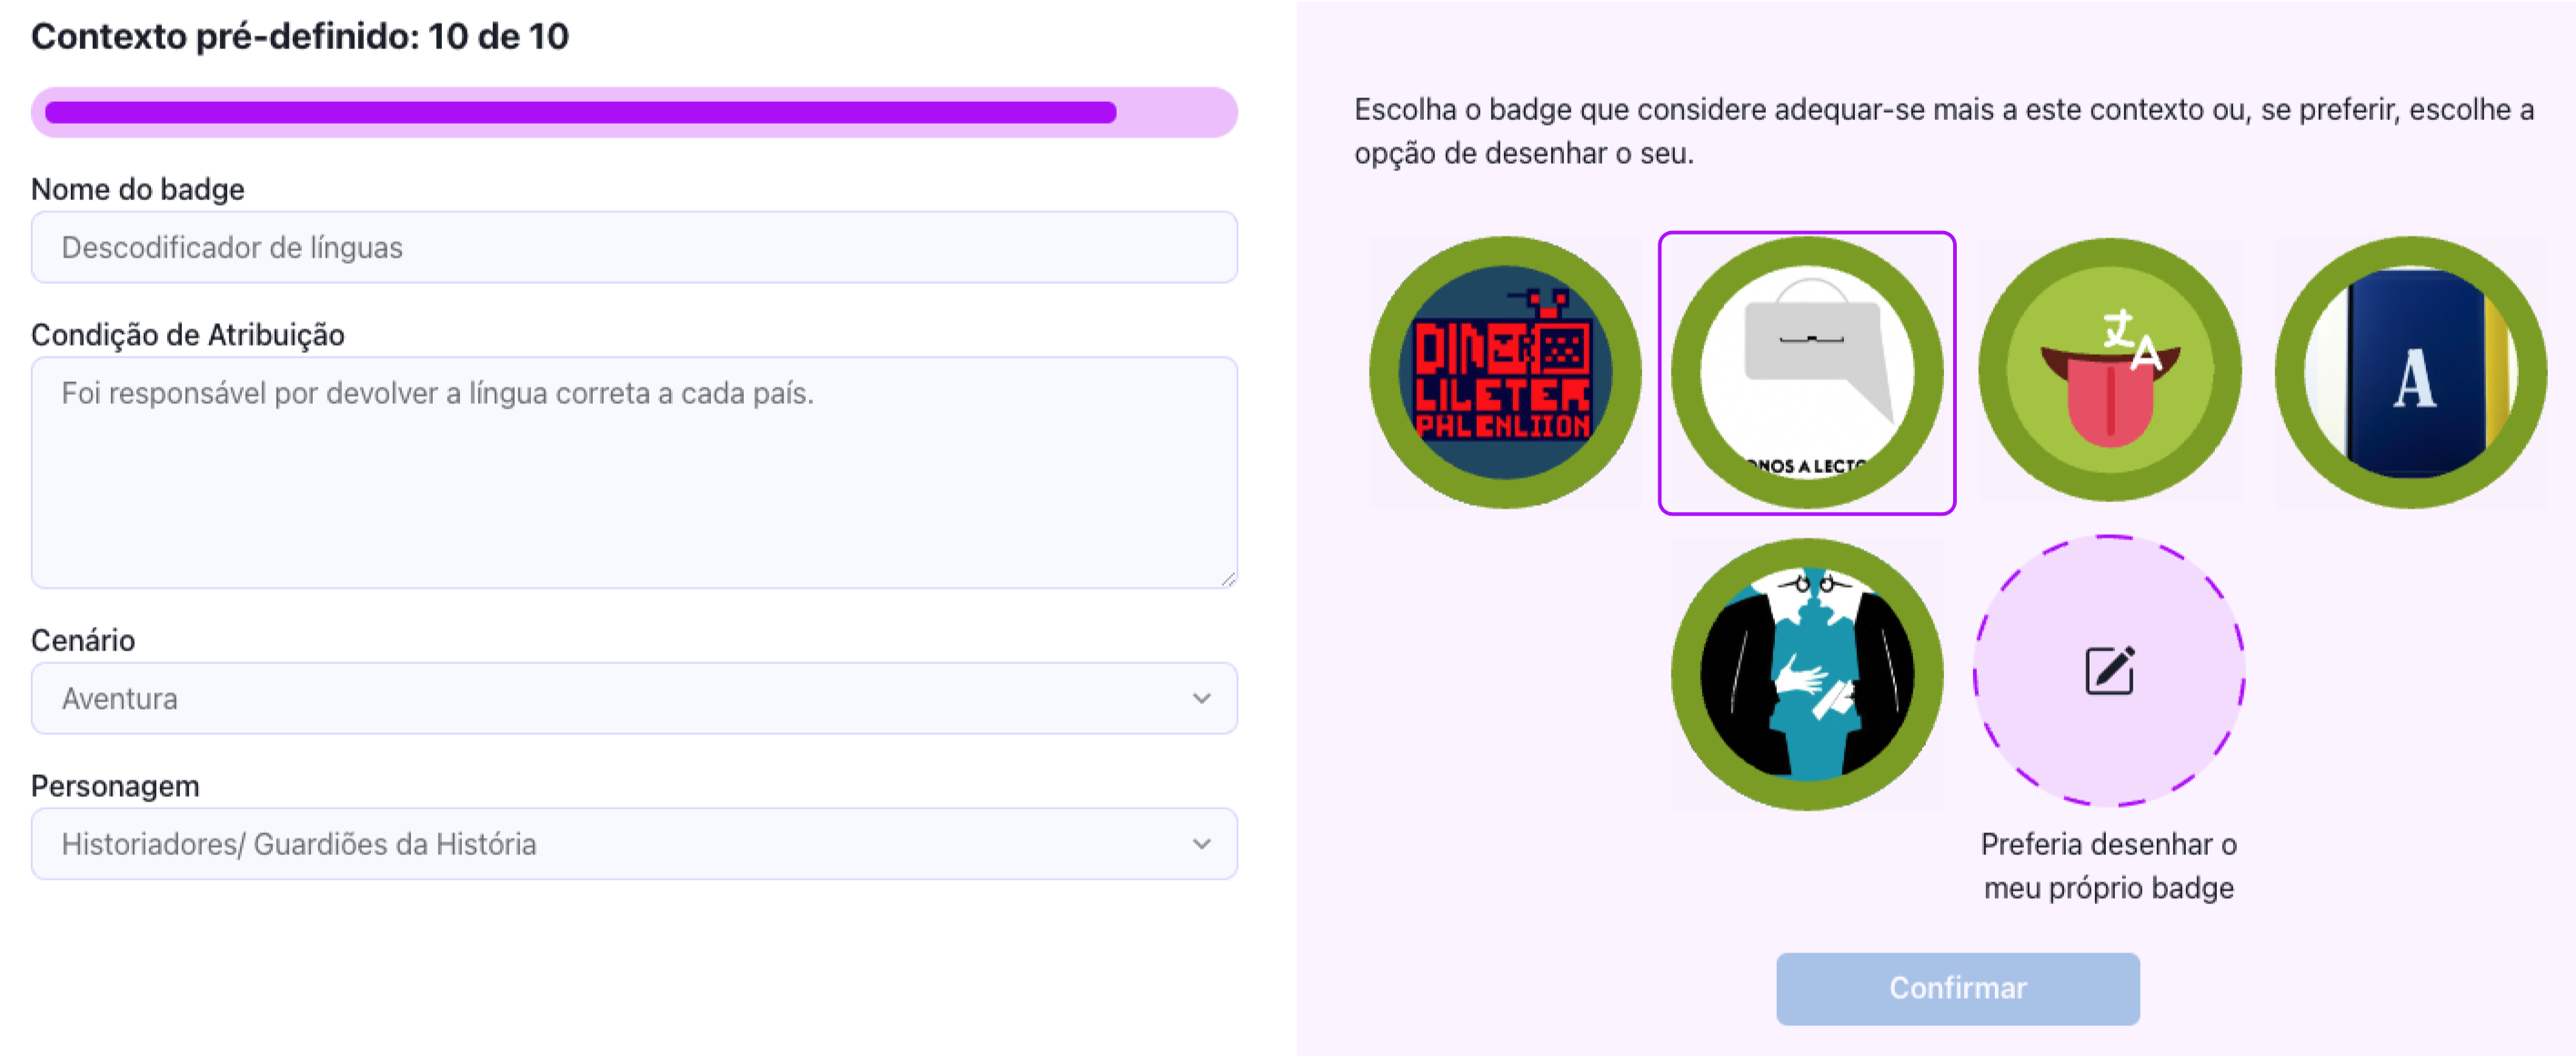 Contexto pré-definido: 10 de 10
Nome do badge
Descodificador de línguas
Condição de Atribuição
Foi responsável por devolver a língua correta a cada país.
Cenário
Aventura
Personagem
Historiadores/ Guardiões da História
Escolha o badge que considere adequar-se mais a este contexto ou, se preferir, escolhe a
opção de desenhar o seu.
LILETER
NOS A LECTO
文A
A
Preferia desenhar o
meu próprio badge
Confirmar